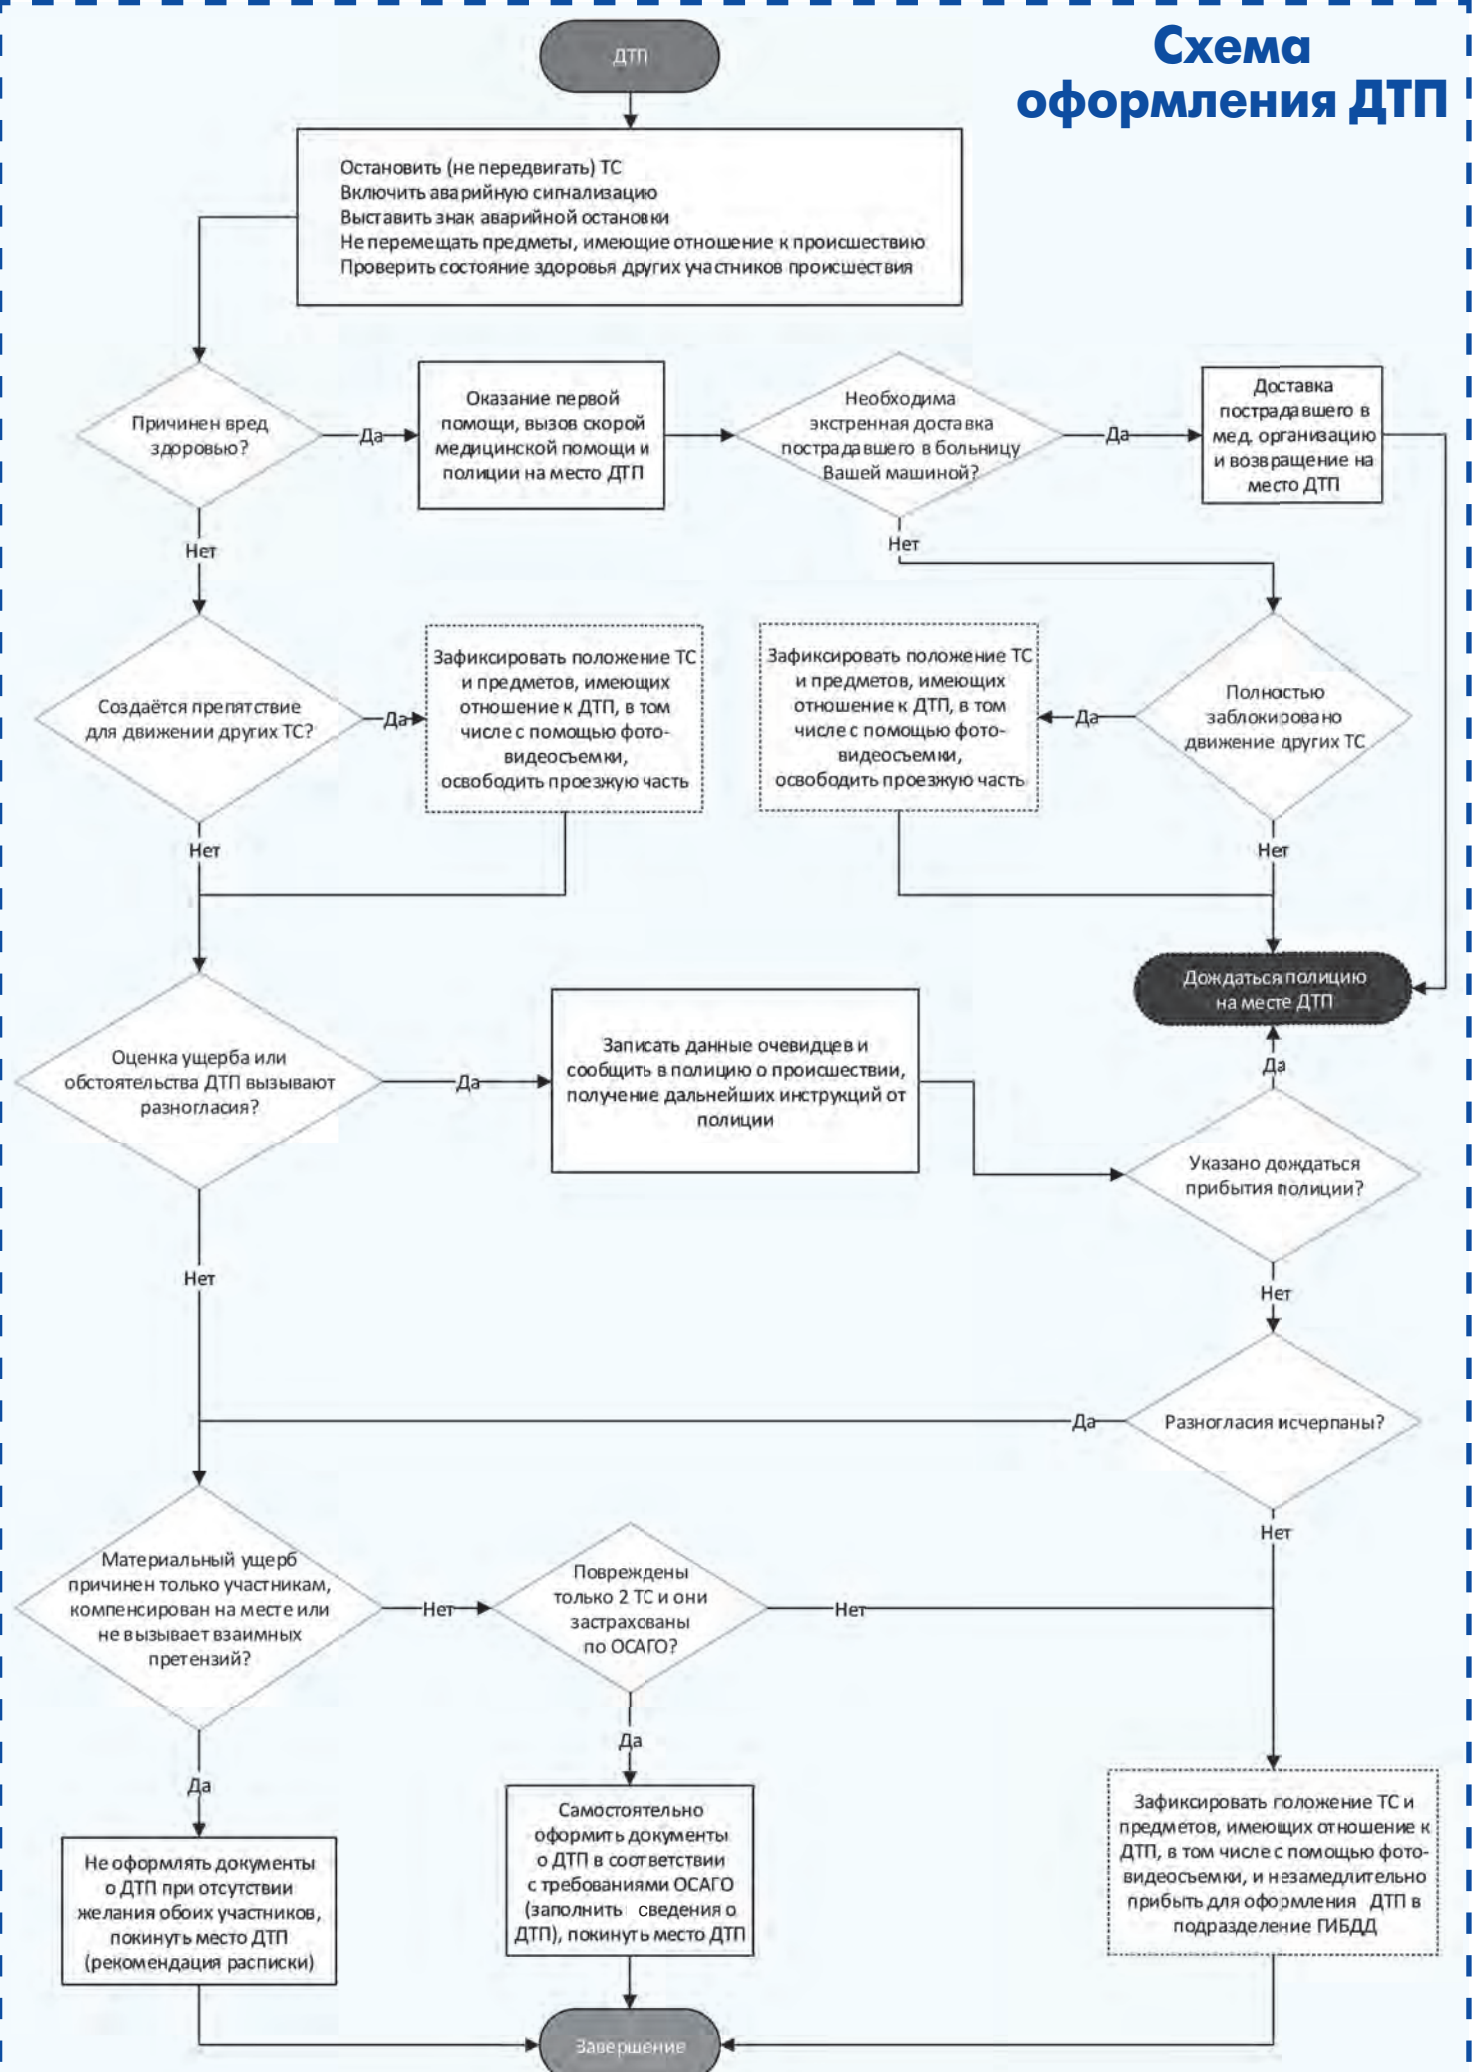 Схема
оформления ДТП
ДТП
Остановить (не передвигать) ТС
Включить аварийную сигнализацию
Выставить знак аварийной остановки
Не перемещать предметы, имеющие отношение к происшествию
Проверить состояние здоровья других участников происшествия
Причинен вред
здоровью?
Да
Оказание первой
помощи, вызов скорой
медицинской помощи и
полиции на место ДТП
Необходима
экстренная доставка
пострадавшего в больницу
Вашей машиной?
Да
Доставка
пострадавшего в
мед. организацию
и возвращение на
место ДТП
Нет
Нет
Создаётся препятствие
для движении других ТС?
Да
Зафиксировать положение ТС
и предметов, имеющих
отношение к ДТП, в том
числе с помощью фото-
видеосъемки,
освободить проезжую часть
Зафиксировать положение ТС
и предметов, имеющих
отношение к ДТП, в том
числе с помощью фото-
видеосъемки,
освободить проезжую часть
Да
Полностью
заблокировано
движение других ТС
Нет
Нет
Дождаться полицию
на месте ДТП
Оценка ущерба или
обстоятельства ДТП вызывают
разногласия?
Да
Записать данные очевидцев и
сообщить в полицию о происшествии,
получение дальнейших инструкций от
полиции
Да
Указано дождаться
прибытия полиции?
Нет
Нет
Да
Разногласия исчерпаны?
Нет
Материальный ущерб
причинен только участникам,
компенсирован на месте или
не вызывает взаимных
претензий?
Нет
Повреждены
только 2 ТС и они
застрахованы
по ОСАГО?
Нет
Да
Да
Не оформлять документы
о ДТП при отсутствии
желания обоих участников,
покинуть место ДТП
(рекомендация расписки)
Самостоятельно
оформить документы
о ДТП в соответствии
с требованиями ОСАГО
(заполнить сведения о
ДТП), покинуть место ДТП
Зафиксировать положение ТС и
предметов, имеющих отношение к
ДТП, в том числе с помощью фото-
видеосъемки, и незамедлительно
прибыть для оформления ДТП в
подразделение ГИБДД
Завершение